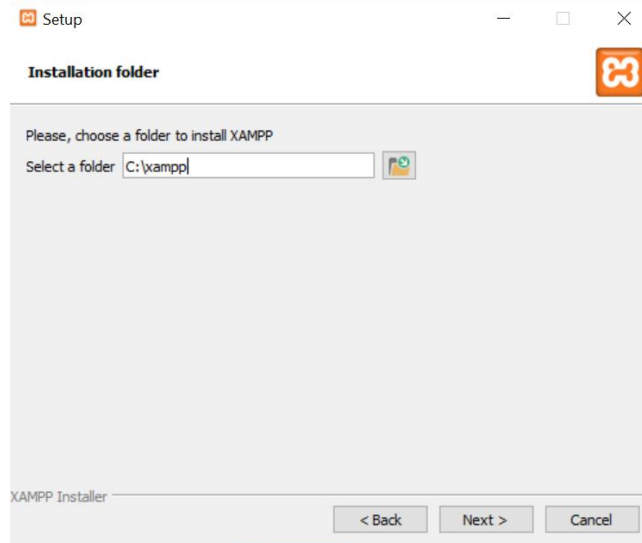 Setup
Installation folder
Please, choose a folder to install XAMPP
Select a folder C:\xampp
XAMPP Installer
< Back Next > Cancel